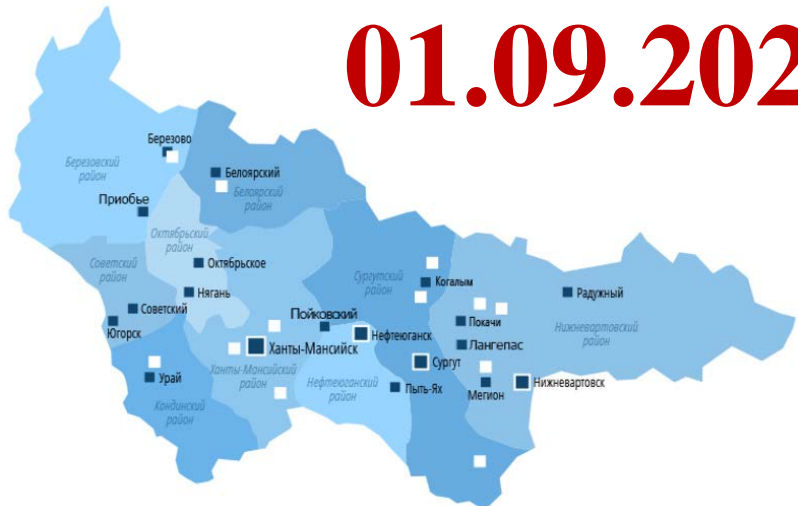 01.09.202
Березово
Березовский
район
Белоярский
Белоярский
район
Приобье
Октябрьский
район
Советский
район
Октябрьское
Сургутский
район
Когалым
Нягань
Радужный
Советский
Югорск
Пойковский
Покачи
Нефтеюганск
Нижневартовский
район
Ханты-Мансийск
Лангепас
Сургут
Ханты-Мансийский
район
Урай
Нефтеюганский
район
Пыть-Ях
Мегион
Нижневартовск
Кондинский
район